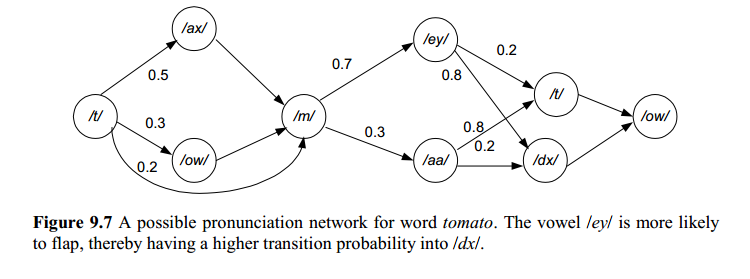 /ax/
/ey/
0.2
0.7
0.5
0.8
/t/
/t/
/m/
/ow/
0.3
0.3
0.8
0.2
/ow/
0.2
/aa/
/dx/
Figure 9.7 A possible pronunciation network for word tomato. The vowel /ey/ is more likely
to flap, thereby having a higher transition probability into /dx/.